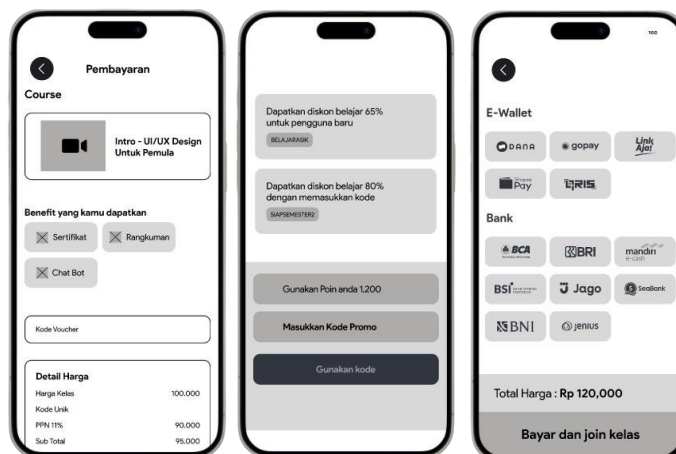 Pembayaran
Course
Intro - UI/UX Design
Untuk Pemula
Benefit yang kamu dapatkan
Sertifikat
Rangkuman
Chat Bot
Kode Voucher
Detail Harga
Harga Kelas 100.000
Kode Unik
PPN 11% 90.000
Sub Total 95.000
Dapatkan diskon belajar 65%
untuk pengguna baru
BELAJARASIK
Dapatkan diskon belajar 80%
dengan memasukkan kode
SIAPSEMESTER2
Gunakan Poin anda 1.200
Masukkan Kode Promo
Gunakan kode
E-Wallet
DANA
gopay
Link
Aja!
Pay
QRIS
Bank
BCA
BRI
mandiri
e-cash
BSI
Jago
SeaBank
BNI
jenius
Total Harga : Rp 120,000
Bayar dan join kelas